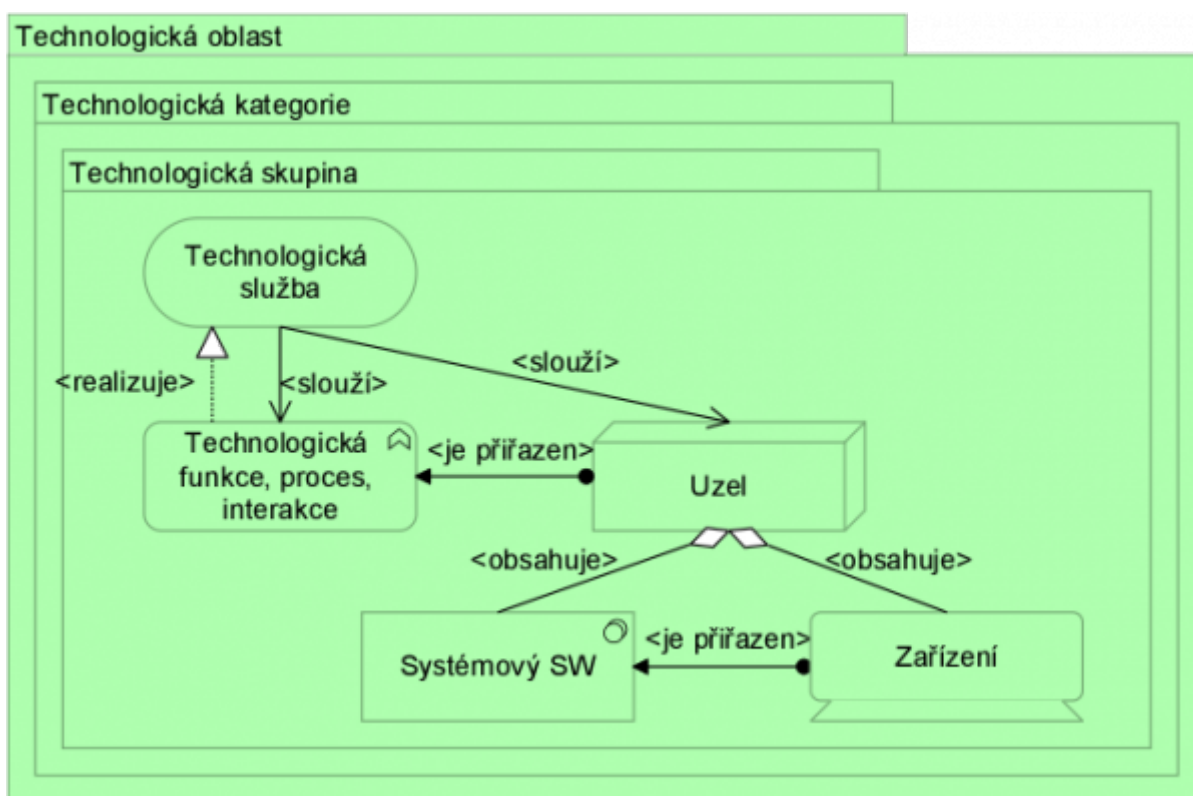 Technologická oblast
Technologická kategorie
Technologická skupina
Technologická
služba
<slouží>
<realizuje>
<slouží>
Technologická
funkce, proces,
interakce
<je přiřazen>
Uzel
<obsahuje>
<obsahuje>
Systémový SW
<je přiřazen>
Zařízení